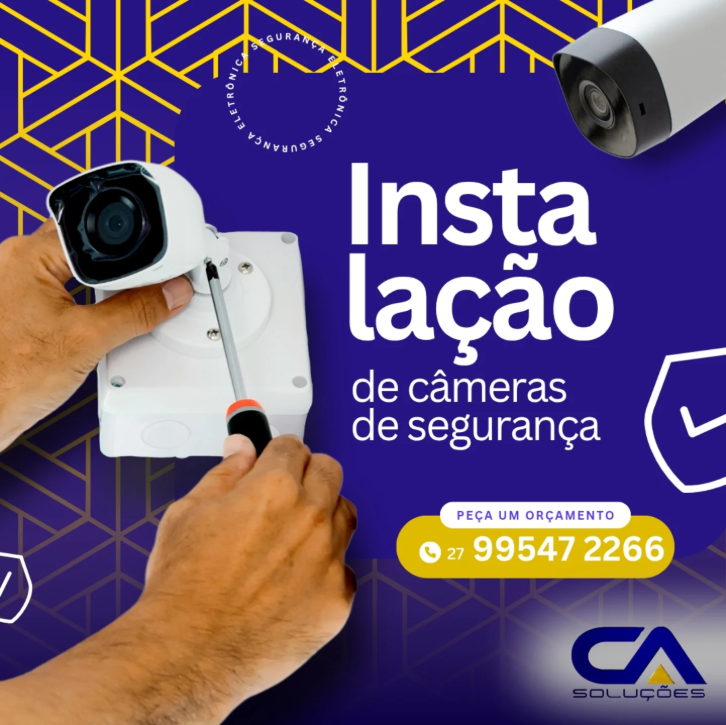 SEGURANÇA ELETRÔNICA SEGURANÇA ELETRÔNICA
Insta
lação
de câmeras
de segurança
PEÇA UM ORÇAMENTO
27 99547 2266
CA
SOLUÇÕES